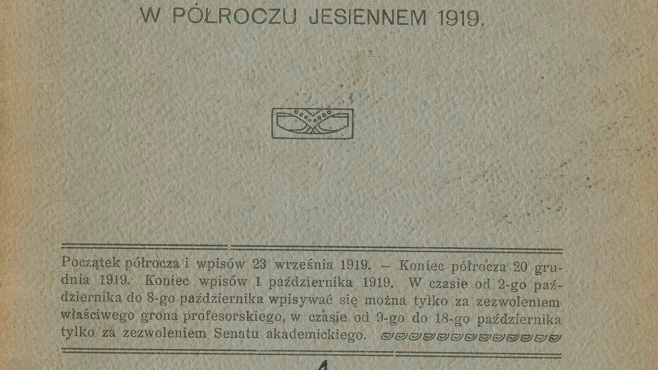 W PÓŁROCZU JESIENNEM 1919.
Początek półrocza i wpisów 23 września 1919. — Koniec półrocza 20 gru-
dnia 1919. Koniec wpisów 1 października 1919. W czasie od 2-go paź-
dziernika do 8-go października wpisywać się można tylko za zezwoleniem
właściwego grona profesorskiego, w czasie od 9-go do 18-go października
tylko za zezwoleniem Senatu akademickiego.